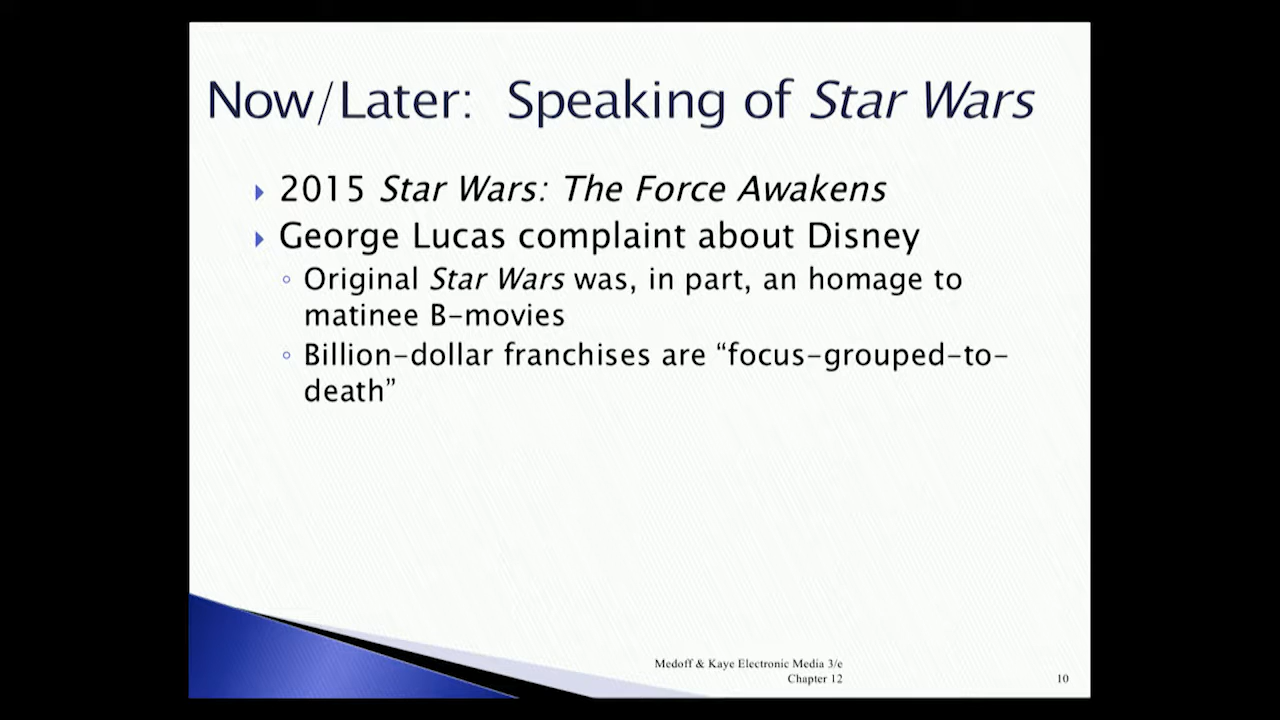 Now/Later: Speaking of Star Wars
2015 Star Wars: The Force Awakens
George Lucas complaint about Disney
Original Star Wars was, in part, an homage to
matinee B-movies
Billion-dollar franchises are “focus-grouped-to-
death”
Medoff & Kaye Electronic Media 3/e
Chapter 12
10